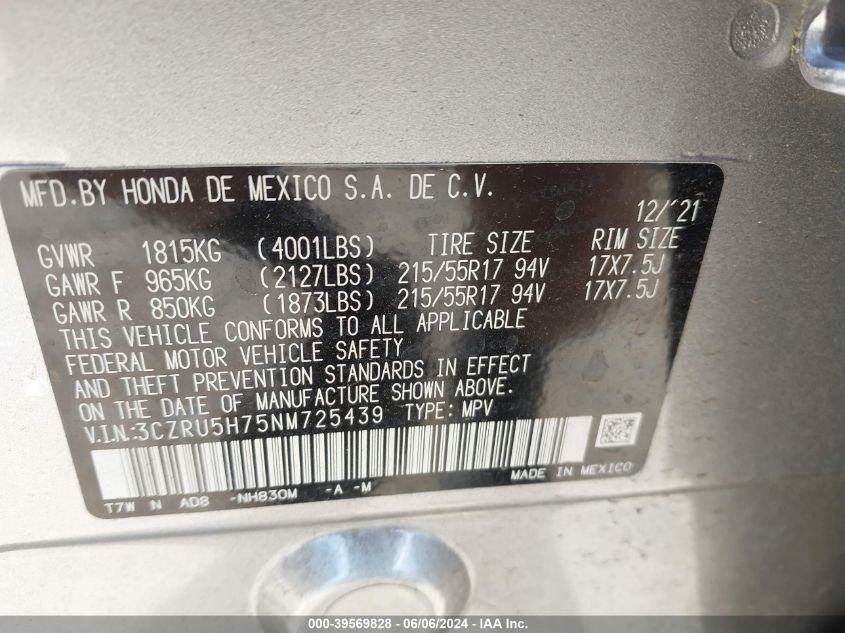 MFD.BY HONDA DE MEXICO S.A. DE C.V.
12/'21
GVWR 1815KG (4001LBS) TIRE SIZE RIM SIZE
GAWR F 965KG (2127LBS) 215/55R17 94V 17X7.5J
GAWR R 850KG (1873LBS) 215/55R17 94V 17X7.5J
THIS VEHICLE CONFORMS TO ALL APPLICABLE
FEDERAL MOTOR VEHICLE SAFETY
AND THEFT PREVENTION STANDARDS IN EFFECT
ON THE DATE OF MANUFACTURE SHOWN ABOVE.
V.I.N:3CZRU5H75NM725439 TYPE: MPV
MADE IN MEXICO
T7W N AD8 -NH830M -A -M
000-39569828 - 06/06/2024 - © IAA, Inc.